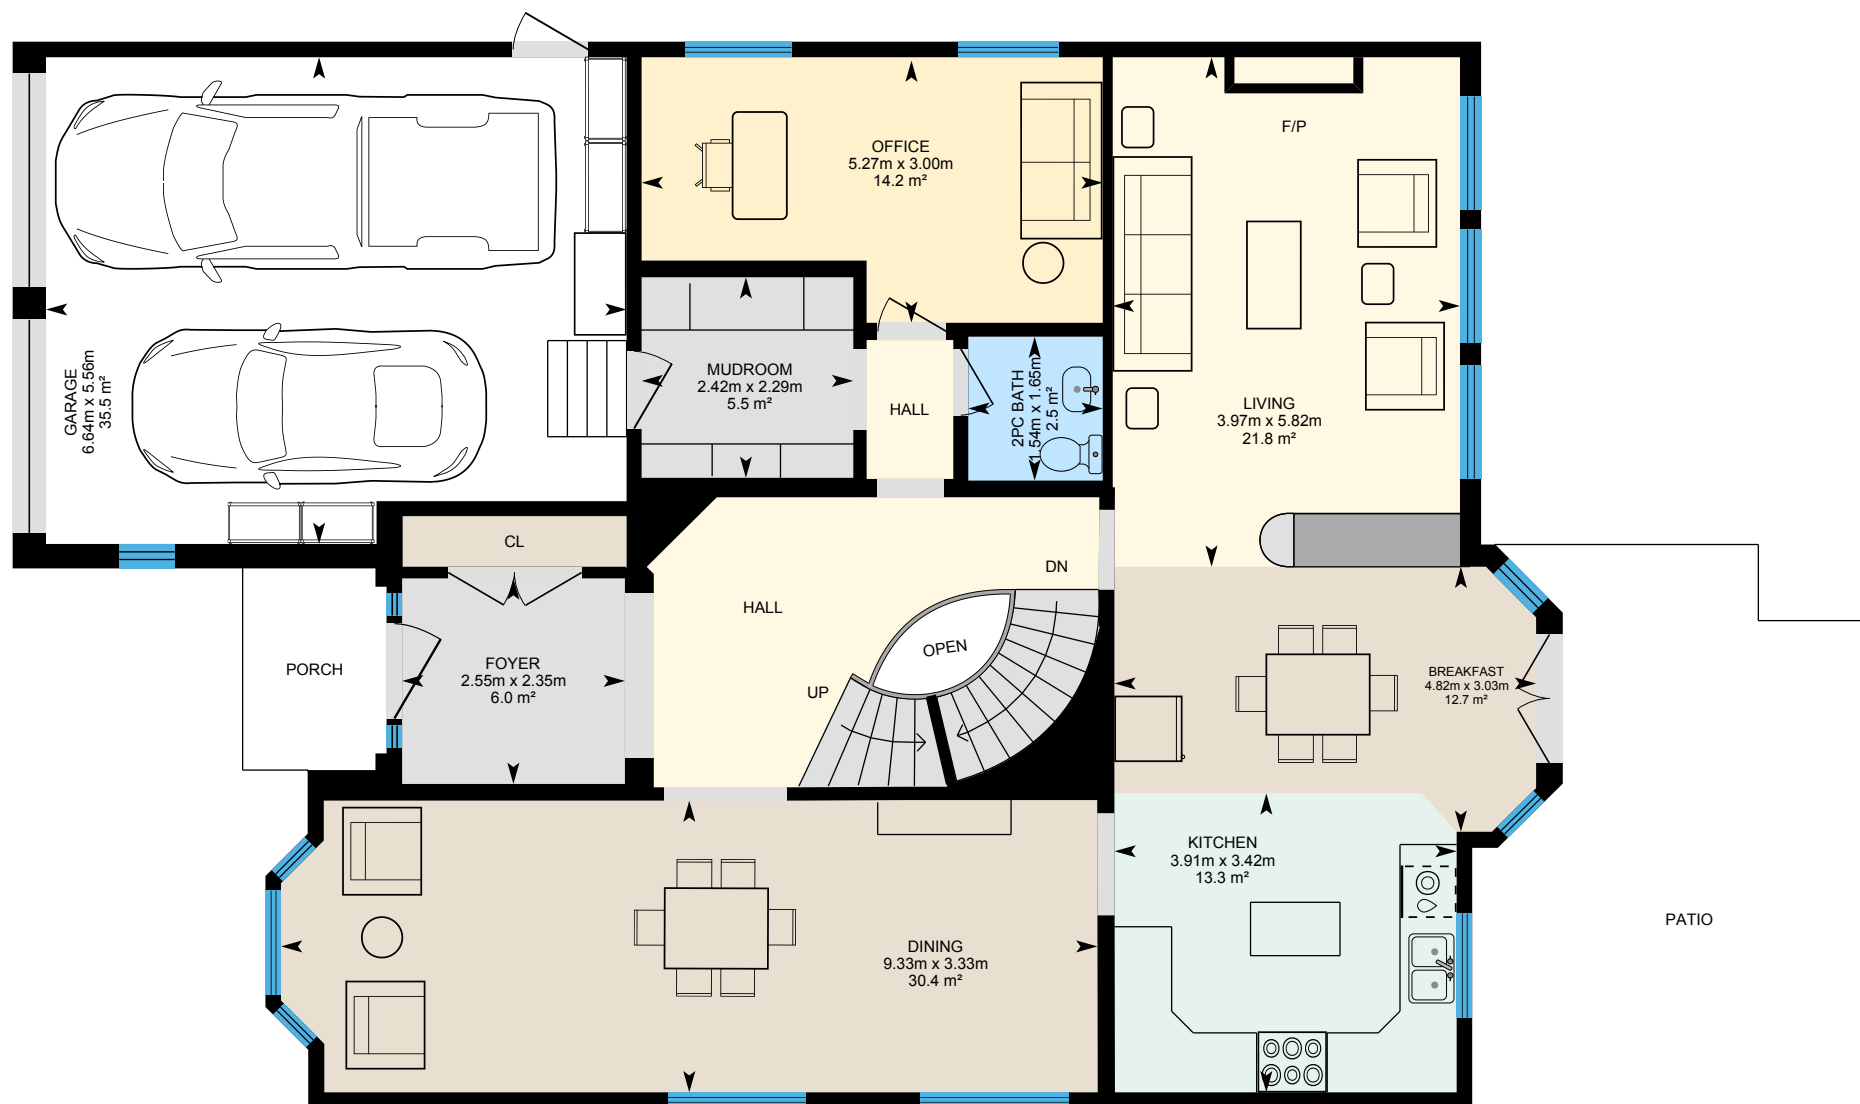 OFFICE
5.27m x 3.00m
14.2 m²
F/P
GARAGE
6.64m x 5.56m
35.5 m²
MUDROOM
2.42m x 2.29m
5.5 m²
HALL
2PC BATH
1.54m x 1.65m
2.5 m²
LIVING
3.97m x 5.82m
21.8 m²
CL
DN
HALL
OPEN
UP
PORCH
FOYER
2.55m x 2.35m
6.0 m²
BREAKFAST
4.82m x 3.03m
12.7 m²
KITCHEN
3.91m x 3.42m
13.3 m²
DINING
9.33m x 3.33m
30.4 m²
PATIO